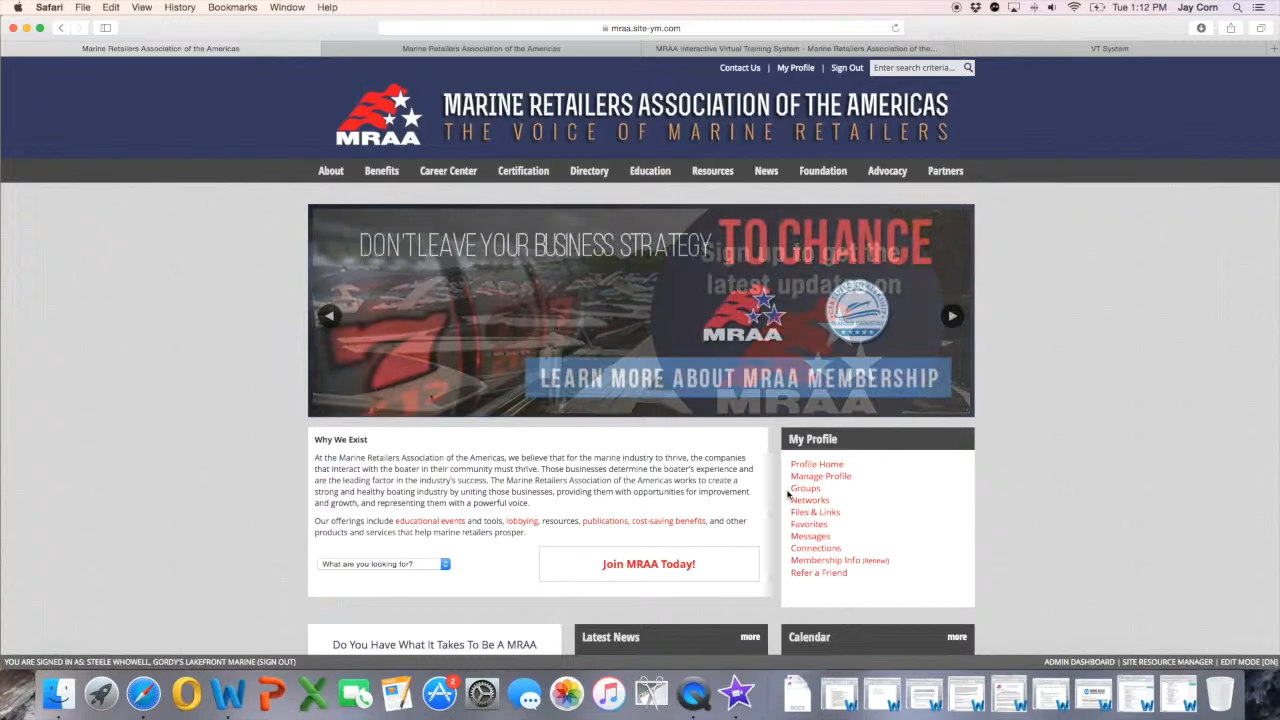 Safari File Edit View History Bookmarks Window Help Tue 1:12 PM Jay Corn
mraa.site-ym.com
Marine Retailers Association of the Americas Marine Retailers Association of the Americas MRAA Interactive Virtual Training System - Marine Retailers Association of the... VT System
Contact Us | My Profile | Sign Out Enter search criteria...
MRAA
MARINE RETAILERS ASSOCIATION OF THE AMERICAS
THE VOICE OF MARINE RETAILERS
About Benefits Career Center Certification Directory Education Resources News Foundation Advocacy Partners
DON'T LEAVE YOUR BUSINESS STRATEGY TO CHANCE
Sign up to get the
latest updates on
MRAA
LEARN MORE ABOUT MRAA MEMBERSHIP
MRAA
Why We Exist
At the Marine Retailers Association of the Americas, we believe that for the marine industry to thrive, the companies
that interact with the boater in their community must thrive. Those businesses determine the boater's experience and
are the leading factor in the industry's success. The Marine Retailers Association of the Americas works to create a
strong and healthy boating industry by uniting those businesses, providing them with opportunities for improvement
and growth, and representing them with a powerful voice.
Our offerings include educational events and tools, lobbying, resources, publications, cost-saving benefits, and other
products and services that help marine retailers prosper.
What are you looking for?
Join MRAA Today!
My Profile
Profile Home
Manage Profile
Groups
Networks
Files & Links
Favorites
Messages
Connections
Membership Info (Renew!)
Refer a Friend
Do You Have What It Takes To Be A MRAA
Latest News more
Calendar more
YOU ARE SIGNED IN AS: STEELE WHOWELL, GORDY'S LAKEFRONT MARINE (SIGN OUT) ADMIN DASHBOARD | SITE RESOURCE MANAGER | EDIT MODE [ON]
2
DOCX